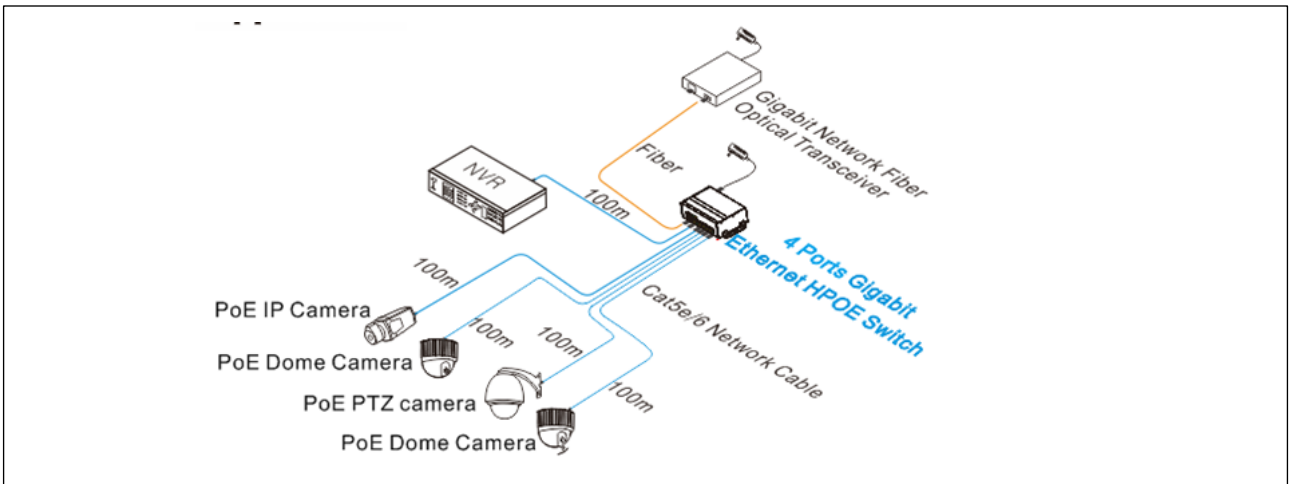 Gigabit Network Fiber
Optical Transceiver
Fiber
NVR
100m
4 Ports Gigabit
Ethernet HPOE Switch
100m
PoE IP Camera
Cat5e/6 Network Cable
100m
100m
PoE Dome Camera
PoE PTZ camera
100m
PoE Dome Camera